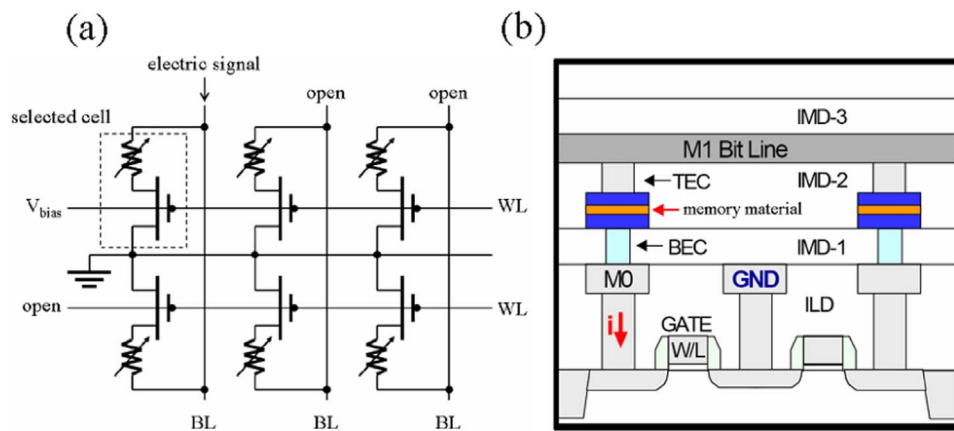 (a)
electric signal
open
open
selected cell
V_bias
WL
open
WL
BL
BL
BL
(b)
IMD-3
M1 Bit Line
TEC
IMD-2
memory material
BEC
IMD-1
M0
GND
i
GATE
ILD
W/L